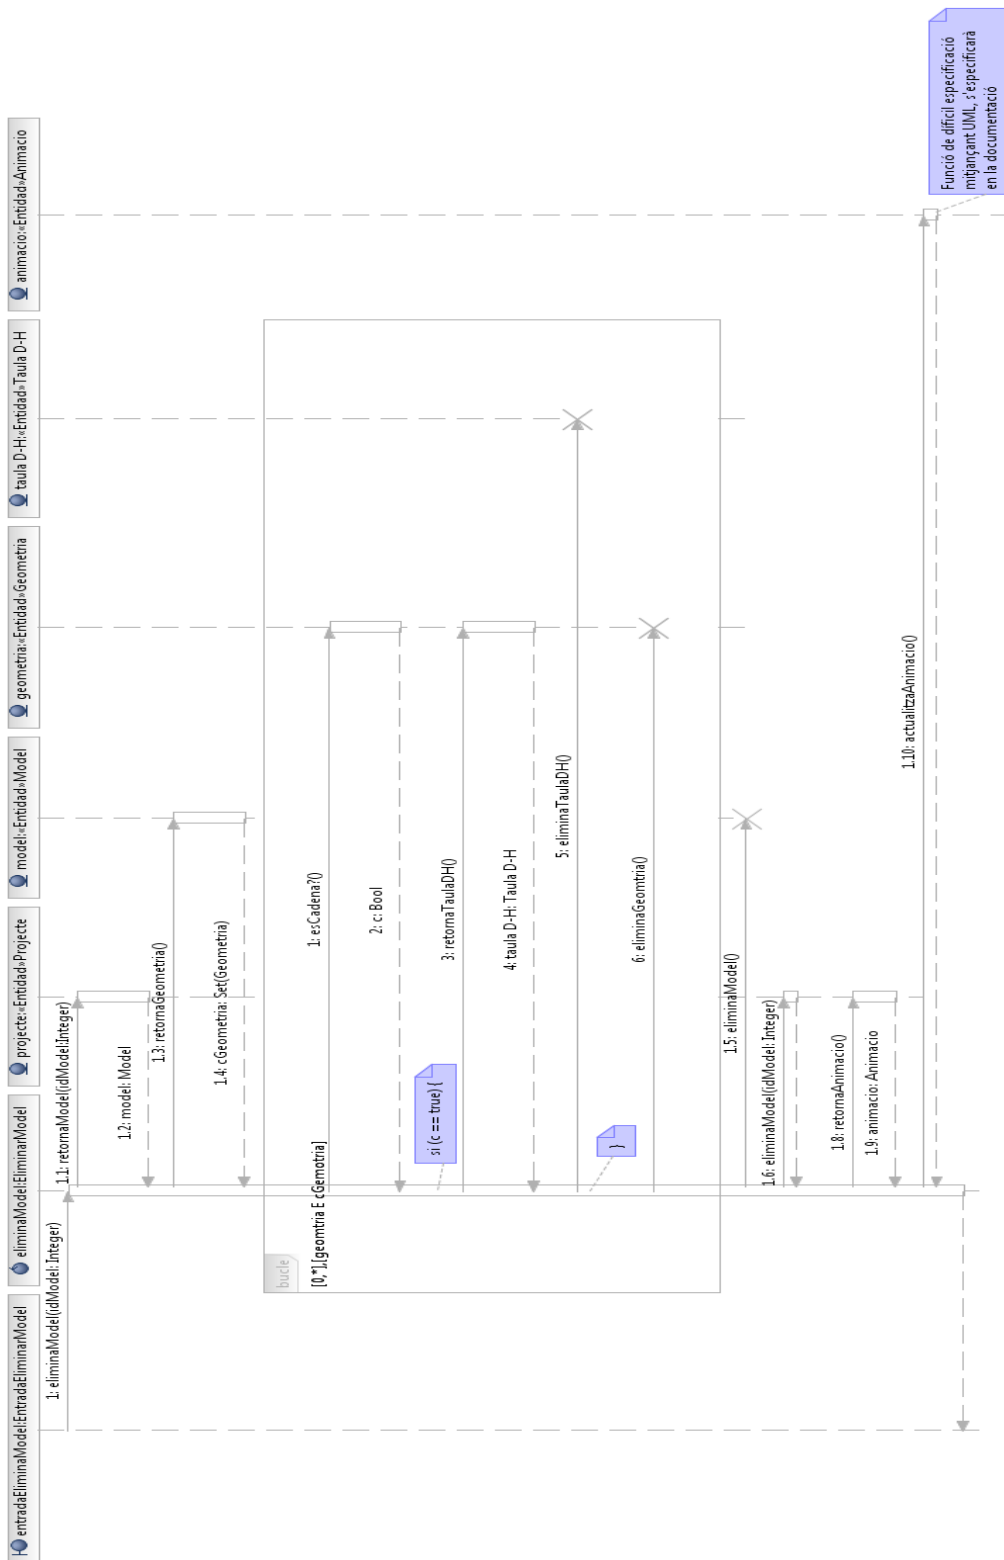 entradaEliminaModel:EntradaEliminarModel
eliminaModel:EliminarModel
projecte:«Entidad»Projecte
model:«Entidad»Model
geometria:«Entidad»Geometria
taula D-H:«Entidad»Taula D-H
animacio:«Entidad»Animacio
1: eliminaModel(idModel: Integer)
1.1: retornaModel(idModel:Integer)
1.2: model: Model
1.3: retornaGeometria()
1.4: cGeometria: Set(Geometria)
bucle
[0,*],[geomtria E cGemotria]
1: esCadena?()
2: c: Bool
si (c == true) {
3: retornaTaulaDH()
4: taula D-H: Taula D-H
5: eliminaTaulaDH()
}
6: eliminaGeomtria()
1.5: eliminaModel()
1.6: eliminaModel(idModel: Integer)
1.8: retornaAnimacio()
1.9: animacio: Animacio
1.10: actualitzaAnimacio()
Funció de díficil especificació
mitjançant UML, s'especificarà
en la documentació